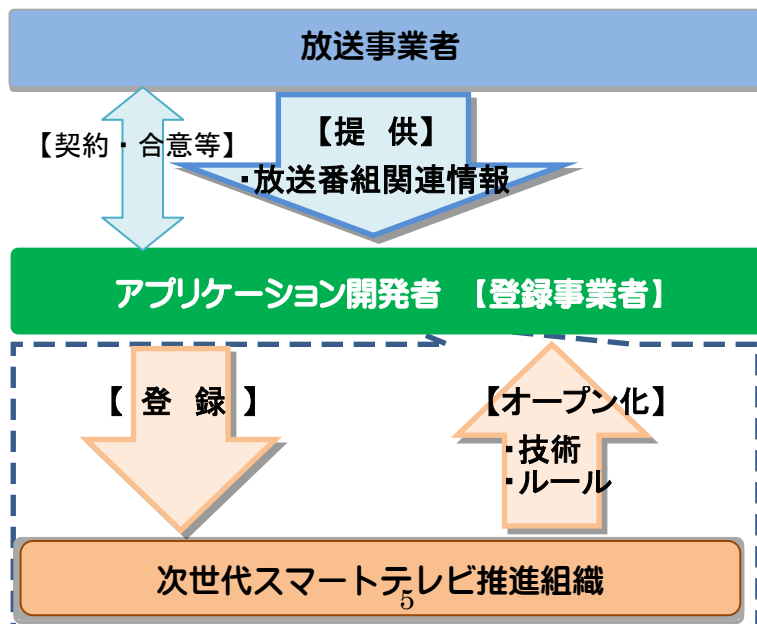 放送事業者
【提　供】
【契約・合意等】
・放送番組関連情報
アプリケーション開発者　【登録事業者】
【 登　録 】
【オープン化】
・技術
・ルール
次世代スマートテレビ推進組織
5